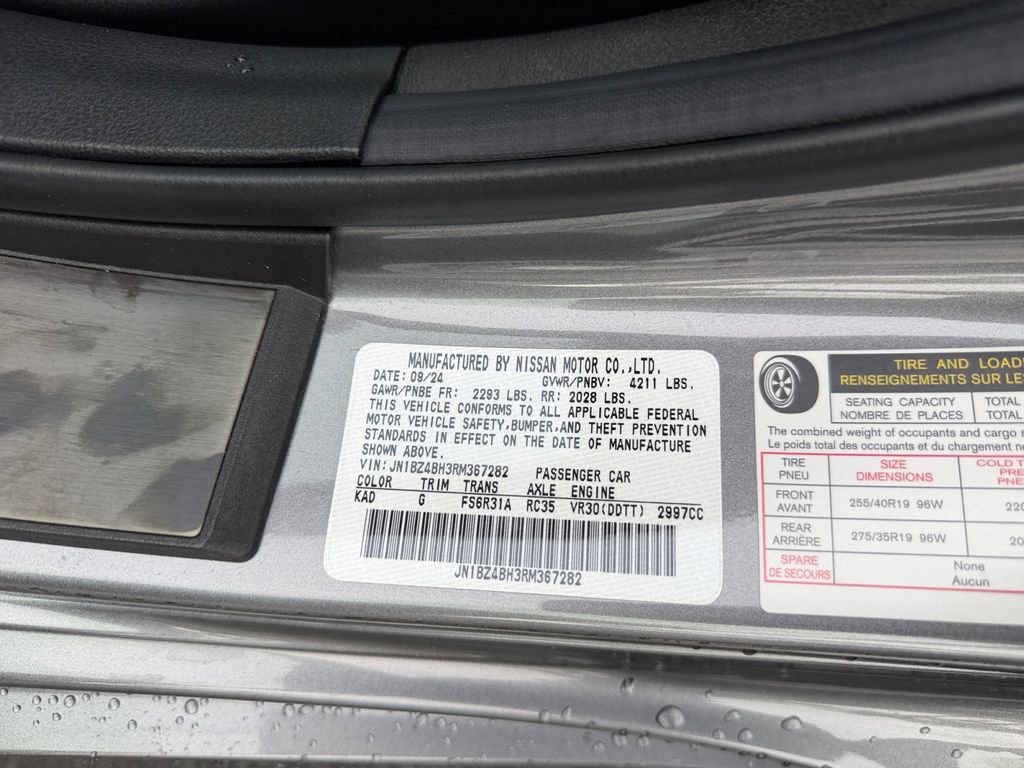 MANUFACTURED BY NISSAN MOTOR CO.,LTD.
DATE: 09/24 GVWR/PNBV: 4211 LBS.
GAWR/PNBE FR: 2293 LBS. RR: 2028 LBS.
THIS VEHICLE CONFORMS TO ALL APPLICABLE FEDERAL
MOTOR VEHICLE SAFETY,BUMPER,AND THEFT PREVENTION
STANDARDS IN EFFECT ON THE DATE OF MANUFACTURE
SHOWN ABOVE.
VIN: JN1BZ4BH3RM367282 PASSENGER CAR
COLOR TRIM TRANS AXLE ENGINE
KAD G FS6R31A RC35 VR30(DDTT) 2997CC
JN1BZ4BH3RM367282
TIRE AND
RENSEIGNEMENTS SUR
SEATING CAPACITY TOTAL
NOMBRE DE PLACES TOTAL
The combined weight of occupants and cargo
Le poids total des occupants et du chargement
TIRE SIZE COLD
PNEU DIMENSIONS
FRONT
AVANT 255/40R19 96W
REAR
ARRIÈRE 275/35R19 96W
SPARE None
DE SECOURS Aucun